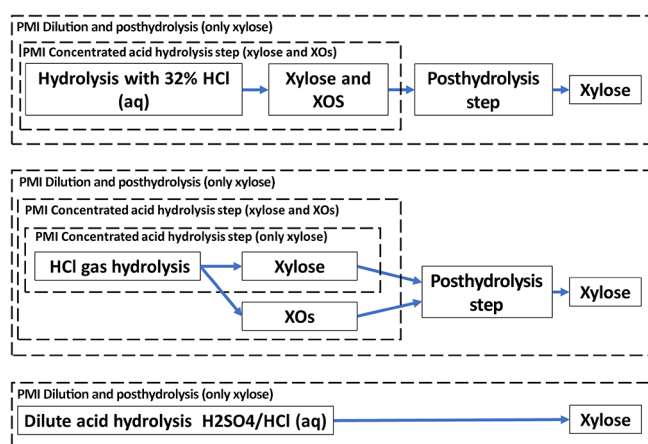 PMI Dilution and posthydrolysis (only xylose)
PMI Concentrated acid hydrolysis step (xylose and XOs)
Hydrolysis with 32% HCl
(aq)
Xylose and
XOS
Posthydrolysis
step
Xylose
PMI Dilution and posthydrolysis (only xylose)
PMI Concentrated acid hydrolysis step (xylose and XOs)
PMI Concentrated acid hydrolysis step (only xylose)
HCl gas hydrolysis
Xylose
XOs
Posthydrolysis
step
Xylose
PMI Dilution and posthydrolysis (only xylose)
Dilute acid hydrolysis H2SO4/HCl (aq)
Xylose